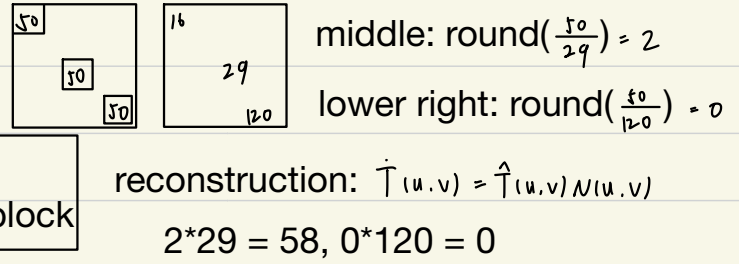 50 16 middle: round(50/29) = 2
50 29
50 120 lower right: round(50/120) = 0
reconstruction: Ṫ(u,v) = T̂(u,v) N(u,v)
block
2*29 = 58, 0*120 = 0